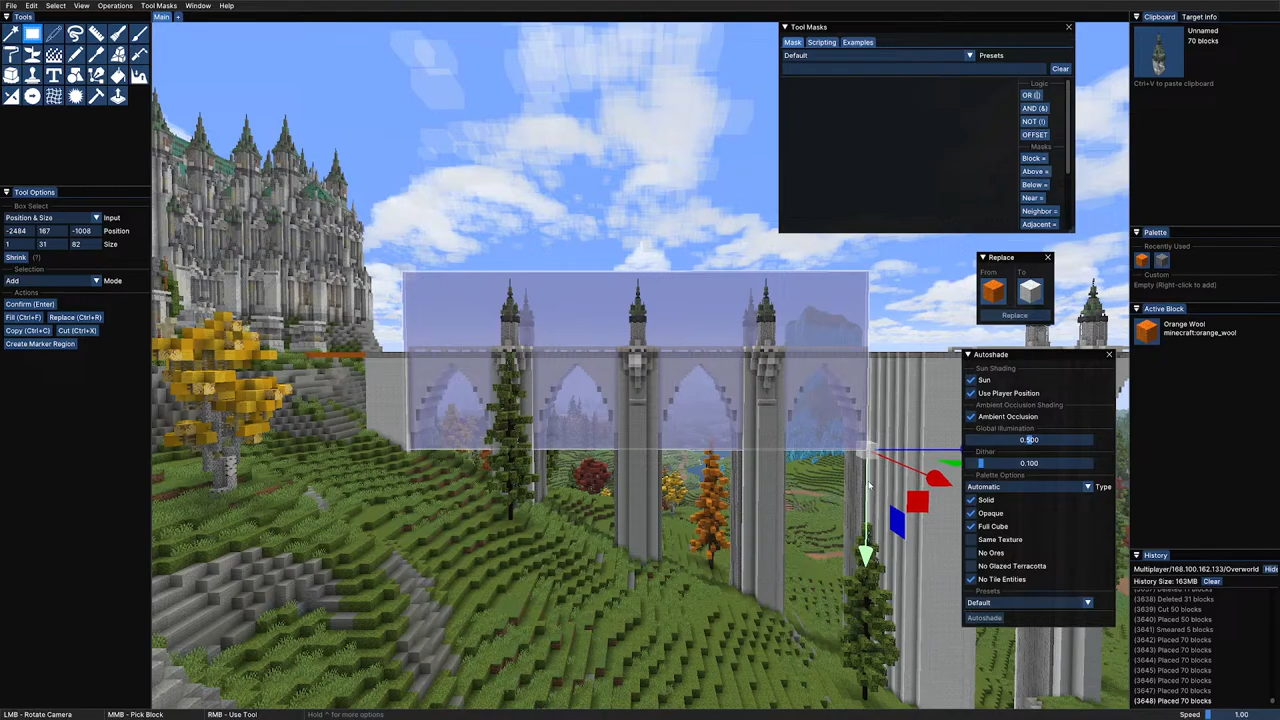 File Edit Select View Operations Tool Masks Window Help
Tools
Main +
Tool Options
Box Select
Position & Size Input
-2484 167 -1008 Position
1 31 82 Size
Shrink (?)
Selection
Add Mode
Actions
Confirm (Enter)
Fill (Ctrl+F) Replace (Ctrl+R)
Copy (Ctrl+C) Cut (Ctrl+X)
Create Marker Region
Tool Masks
Mask Scripting Examples
Default Presets
Clear
Logic
OR (|)
AND (&)
NOT (!)
OFFSET
Masks
Block =
Above =
Below =
Near =
Neighbor =
Adjacent =
Replace
From To
Replace
Autoshade
Sun Shading
Sun
Use Player Position
Ambient Occlusion Shading
Ambient Occlusion
Global Illumination
0.500
Dither
0.100
Palette Options
Automatic Type
Solid
Opaque
Full Cube
Same Texture
No Ores
No Glazed Terracotta
No Tile Entities
Presets
Default
Autoshade
Clipboard Target Info
Unnamed
70 blocks
Ctrl+V to paste clipboard
Palette
Recently Used
Custom
Empty (Right-click to add)
Active Block
Orange Wool
minecraft:orange_wool
History
Multiplayer/168.100.162.133/Overworld
History Size: 163MB Clear
(3638) Deleted 31 blocks
(3639) Cut 50 blocks
(3640) Placed 50 blocks
(3641) Smeared 5 blocks
(3642) Placed 70 blocks
(3643) Placed 70 blocks
(3644) Placed 70 blocks
(3645) Placed 70 blocks
(3646) Placed 70 blocks
(3647) Placed 70 blocks
(3648) Placed 70 blocks
LMB - Rotate Camera MMB - Pick Block RMB - Use Tool Hold ^ for more options Speed 1.00